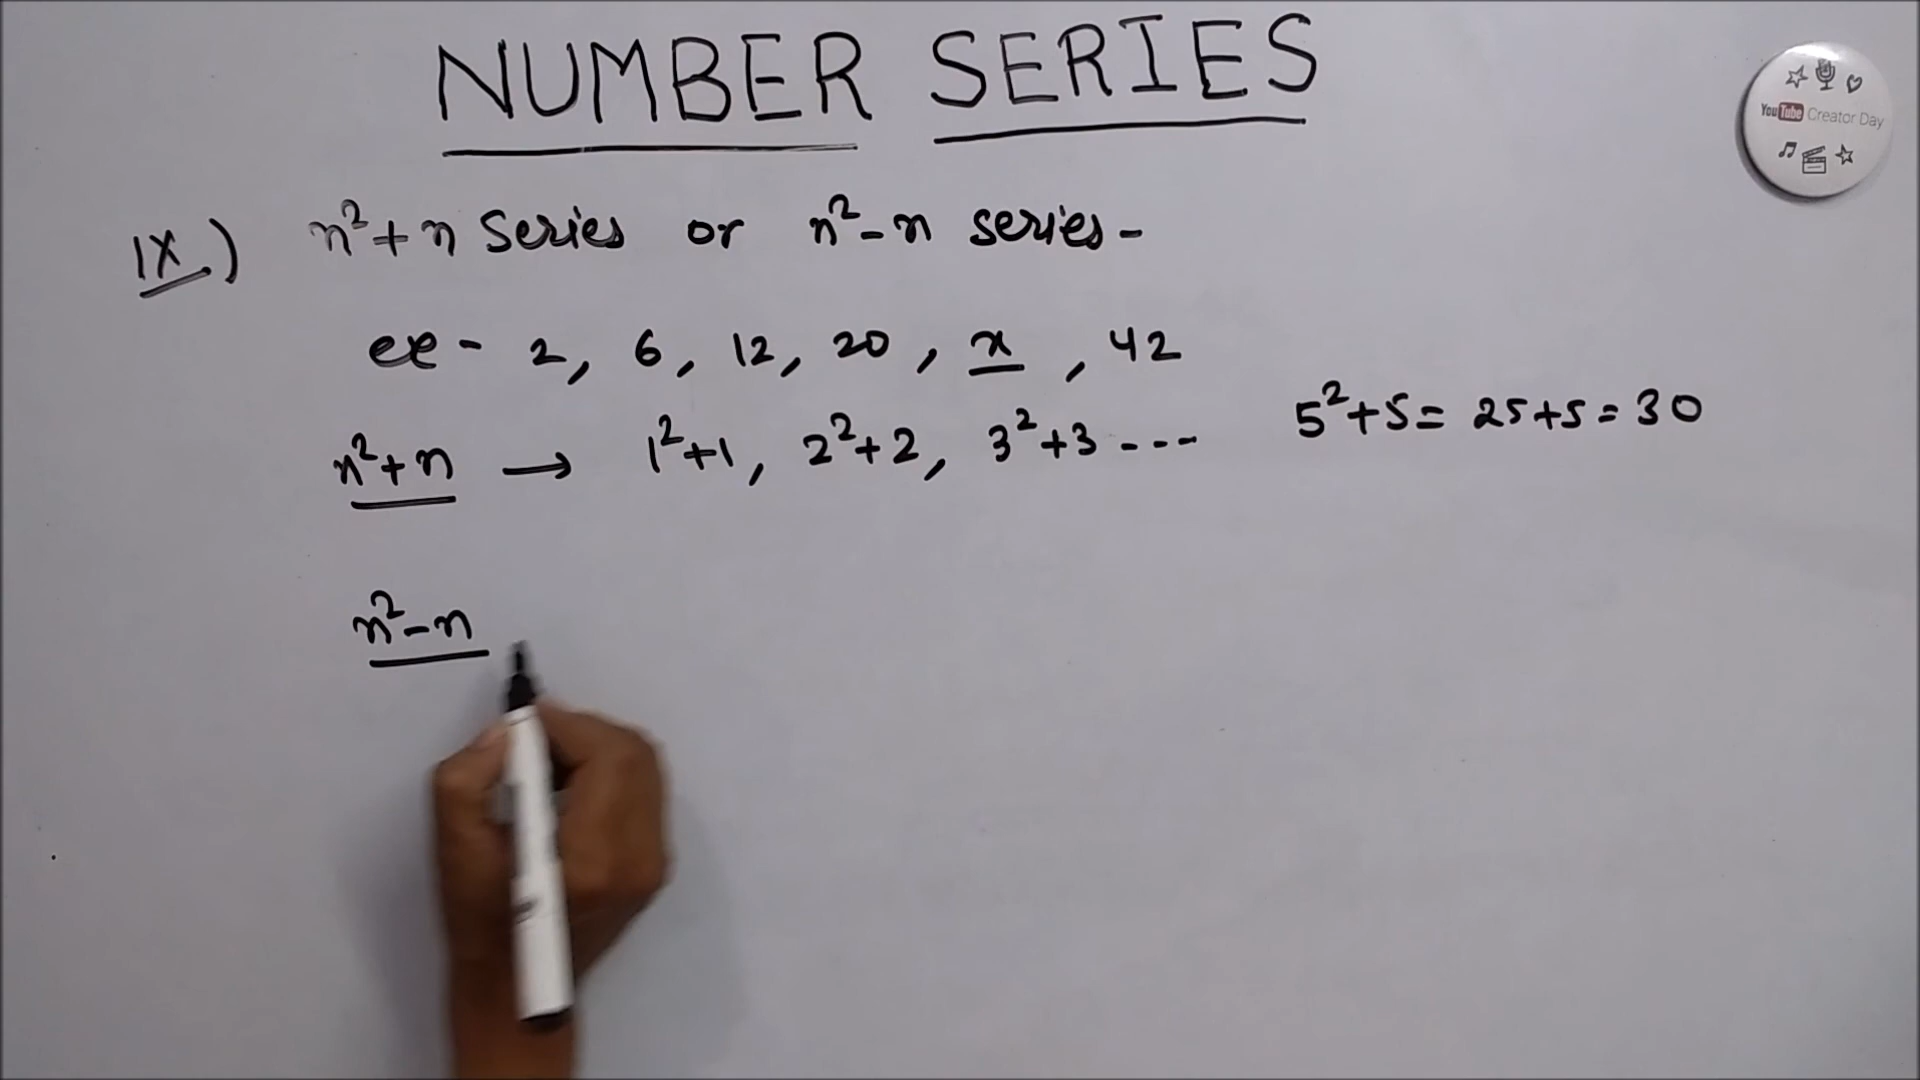 NUMBER SERIES
YouTube Creator Day
IX.) n²+n Series or n²-n series-
ex - 2, 6, 12, 20, x, 42
n²+n → 1²+1, 2²+2, 3²+3 ---
5²+5= 25+5=30
n²-n